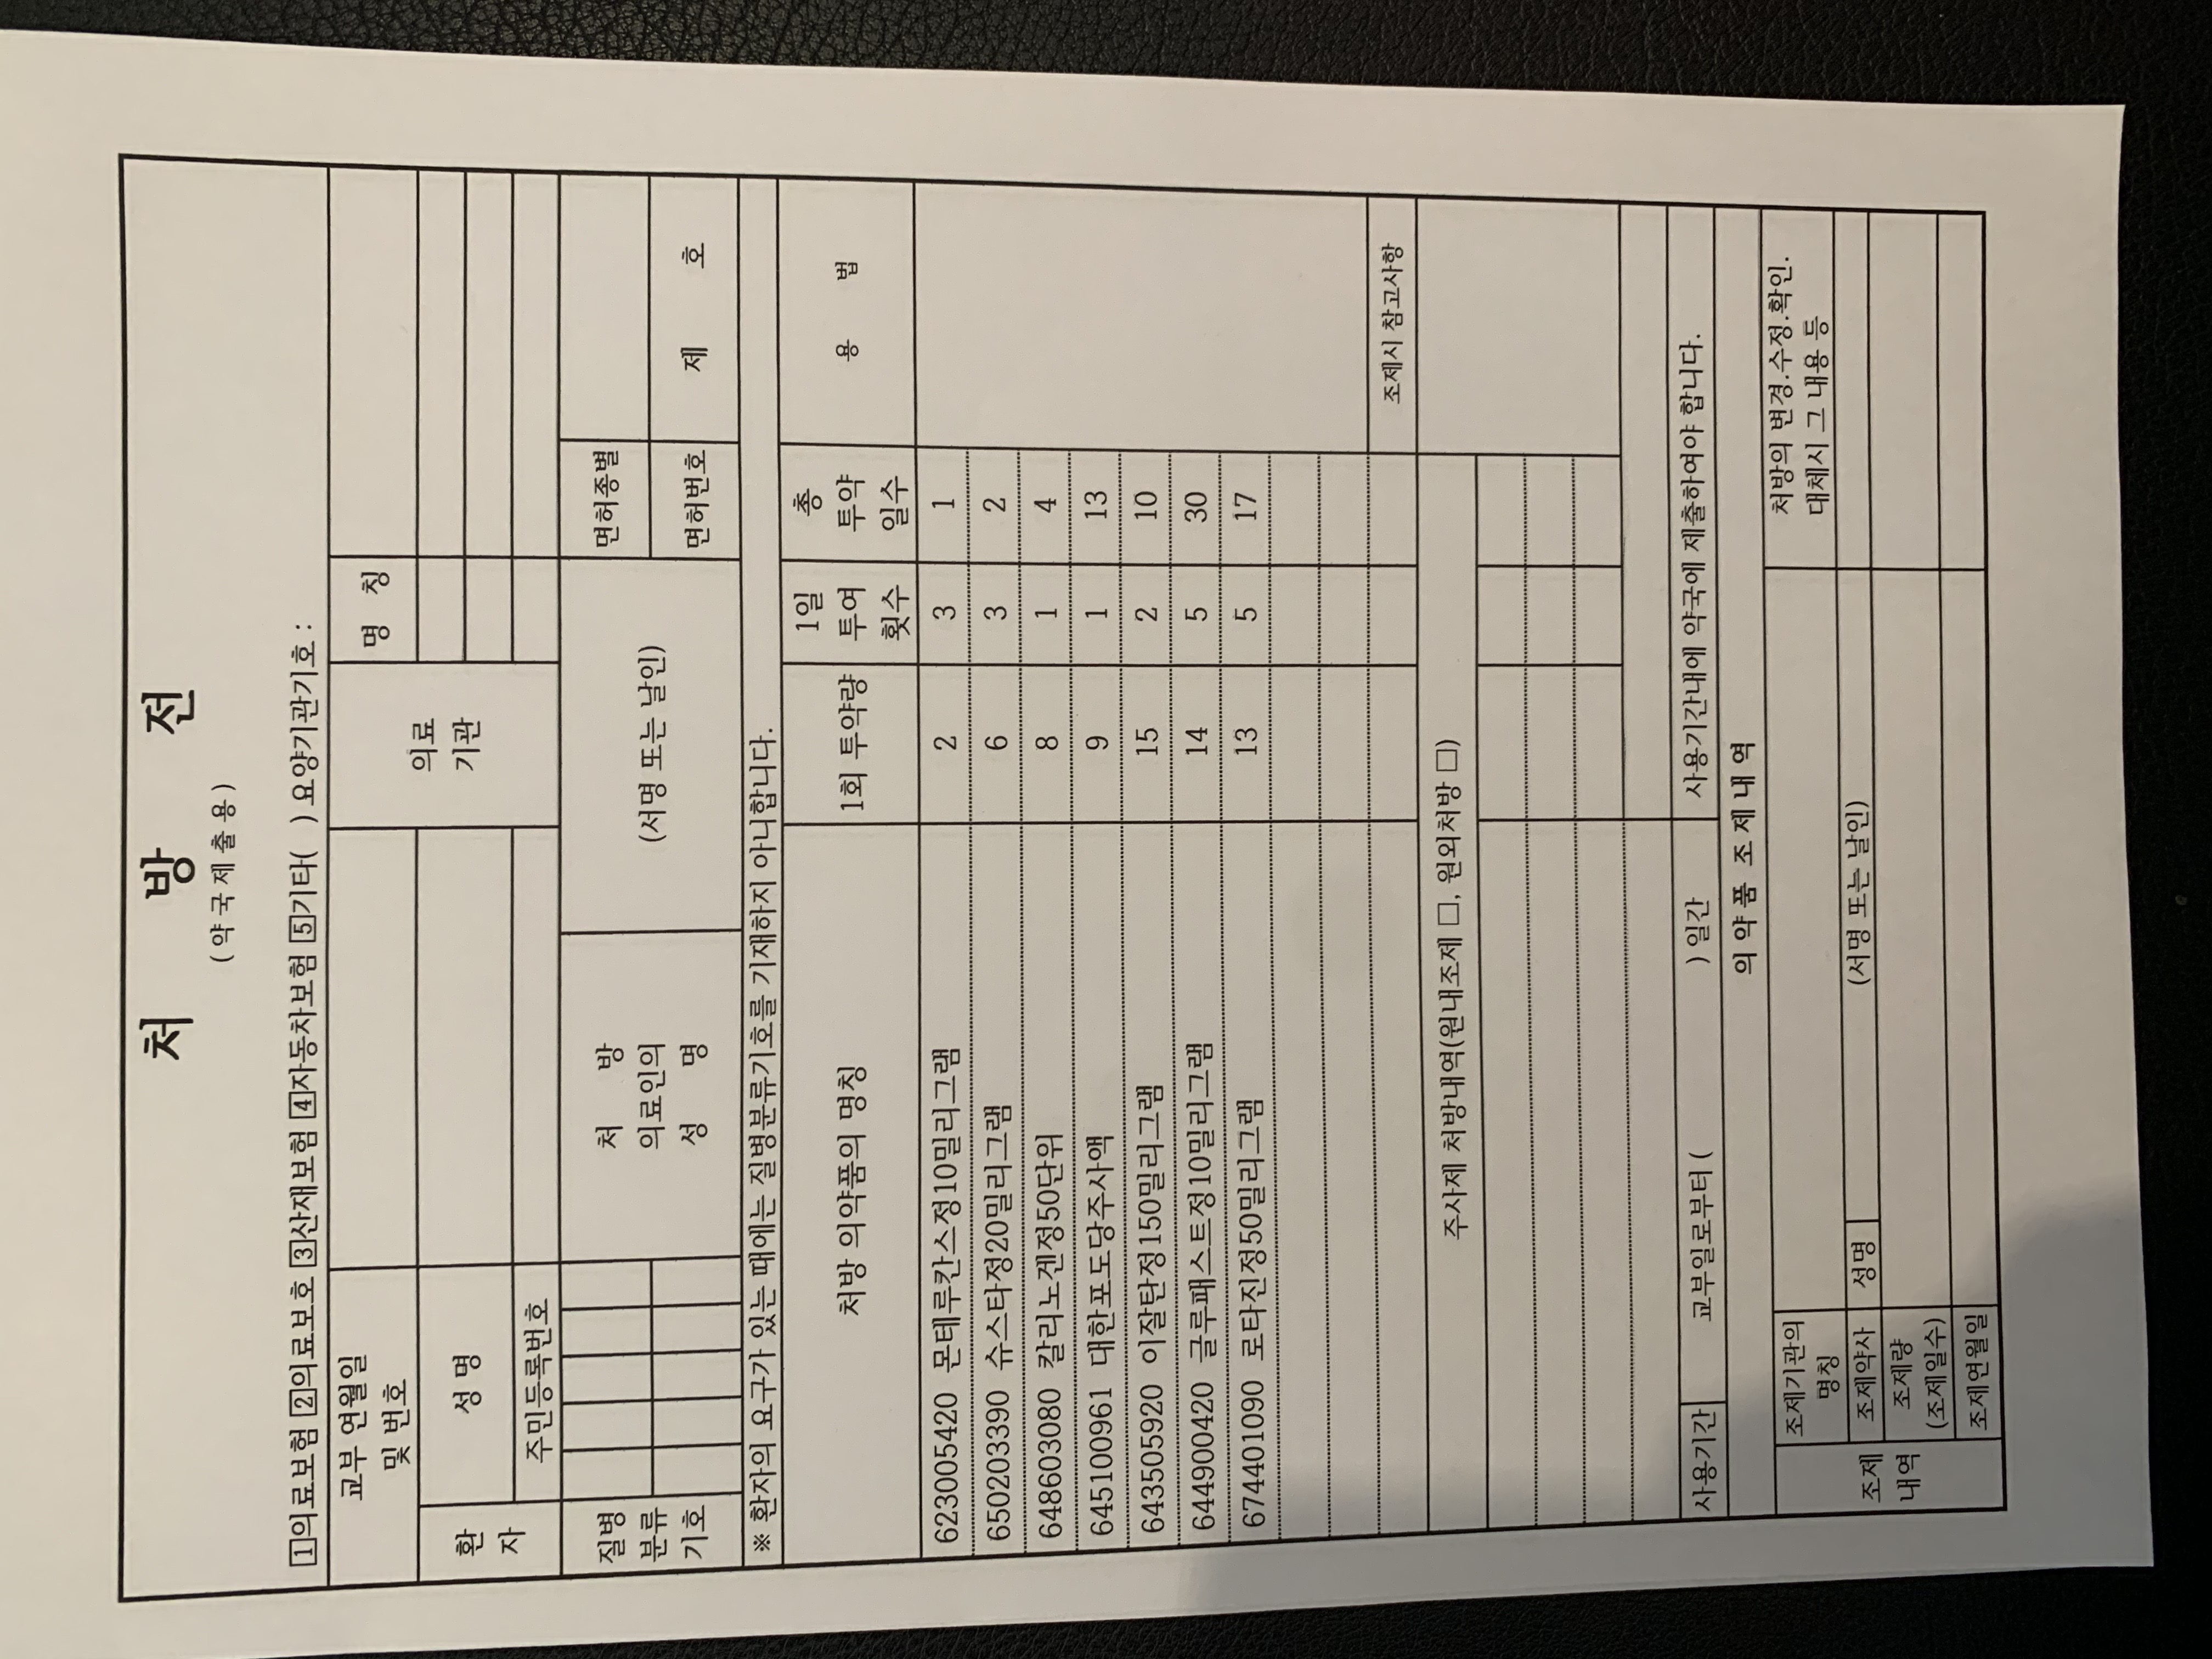 처 방 전
(약국제출용)
1의료보험 2의료보호 3산재보험 4자동차보험 5기타( ) 요양기관기호 :
교부 연월일
및 번호
의료
기관
명 칭
환
자
성 명
주민등록번호
질병
분류
기호
처 방
의료인의
성 명
(서명 또는 날인)
면허종별
면허번호
제 호
※ 환자의 요구가 있는 때에는 질병분류기호를 기재하지 아니합니다.
처방 의약품의 명칭
1회 투약량
1일
투여
횟수
총
투약
일수
용 법
623005420 몬테루칸스정10밀리그램 2 3 1
650203390 슈스타정20밀리그램 6 3 2
648603080 칼리노겐정50단위 8 1 4
645100961 대한포도당주사액 9 1 13
643505920 이잘탄정150밀리그램 15 2 10
644900420 글루패스트정10밀리그램 14 5 30
674401090 로타진정50밀리그램 13 5 17
조제시 참고사항
주사제 처방내역(원내조제 □, 원외처방 □)
사용기간 교부일로부터 ( ) 일간 사용기간내에 약국에 제출하여야 합니다.
의약품 조제내역
조제
내역
조제기관의
명칭
처방의 변경.수정.확인.
대체시 그 내용 등
조제약사 성명 (서명 또는 날인)
조제량
(조제일수)
조제연월일